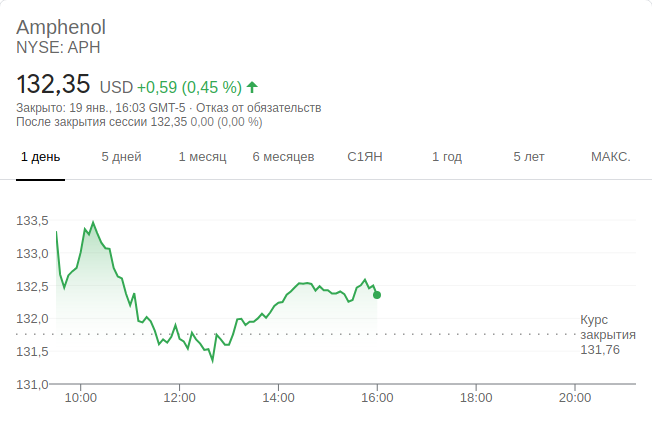 Amphenol
NYSE: APH
132,35 USD +0,59 (0,45 %)
Закрыто: 19 янв., 16:03 GMT-5 · Отказ от обязательств
После закрытия сессии 132,35 0,00 (0,00 %)
1 день 5 дней 1 месяц 6 месяцев С1ЯН 1 год 5 лет МАКС.
133,5
133,0
132,5
132,0
131,5
131,0
Курс
закрытия
131,76
10:00 12:00 14:00 16:00 18:00 20:00